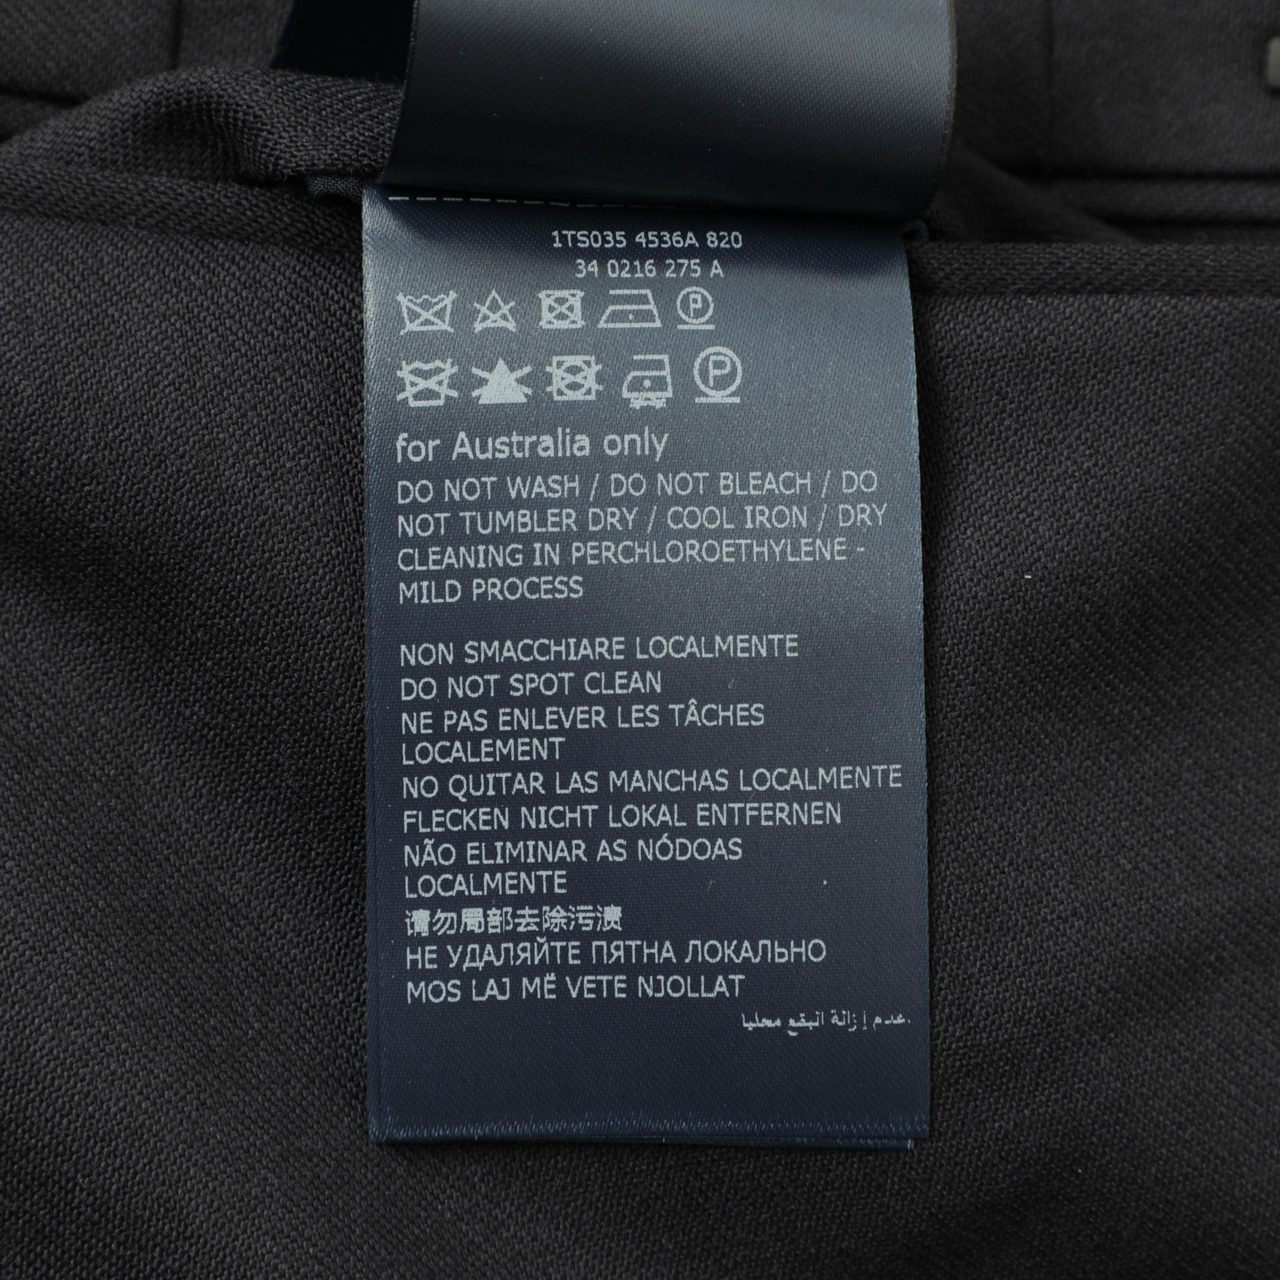 1TS035 4536A 820
34 0216 275 A
P
P
for Australia only
DO NOT WASH / DO NOT BLEACH / DO
NOT TUMBLER DRY / COOL IRON / DRY
CLEANING IN PERCHLOROETHYLENE -
MILD PROCESS
NON SMACCHIARE LOCALMENTE
DO NOT SPOT CLEAN
NE PAS ENLEVER LES TÂCHES
LOCALEMENT
NO QUITAR LAS MANCHAS LOCALMENTE
FLECKEN NICHT LOKAL ENTFERNEN
NÃO ELIMINAR AS NÓDOAS
LOCALMENTE
请勿局部去除污渍
НЕ УДАЛЯЙТЕ ПЯТНА ЛОКАЛЬНО
MOS LAJ MË VETE NJOLLAT
عدم إزالة البقع محليا.